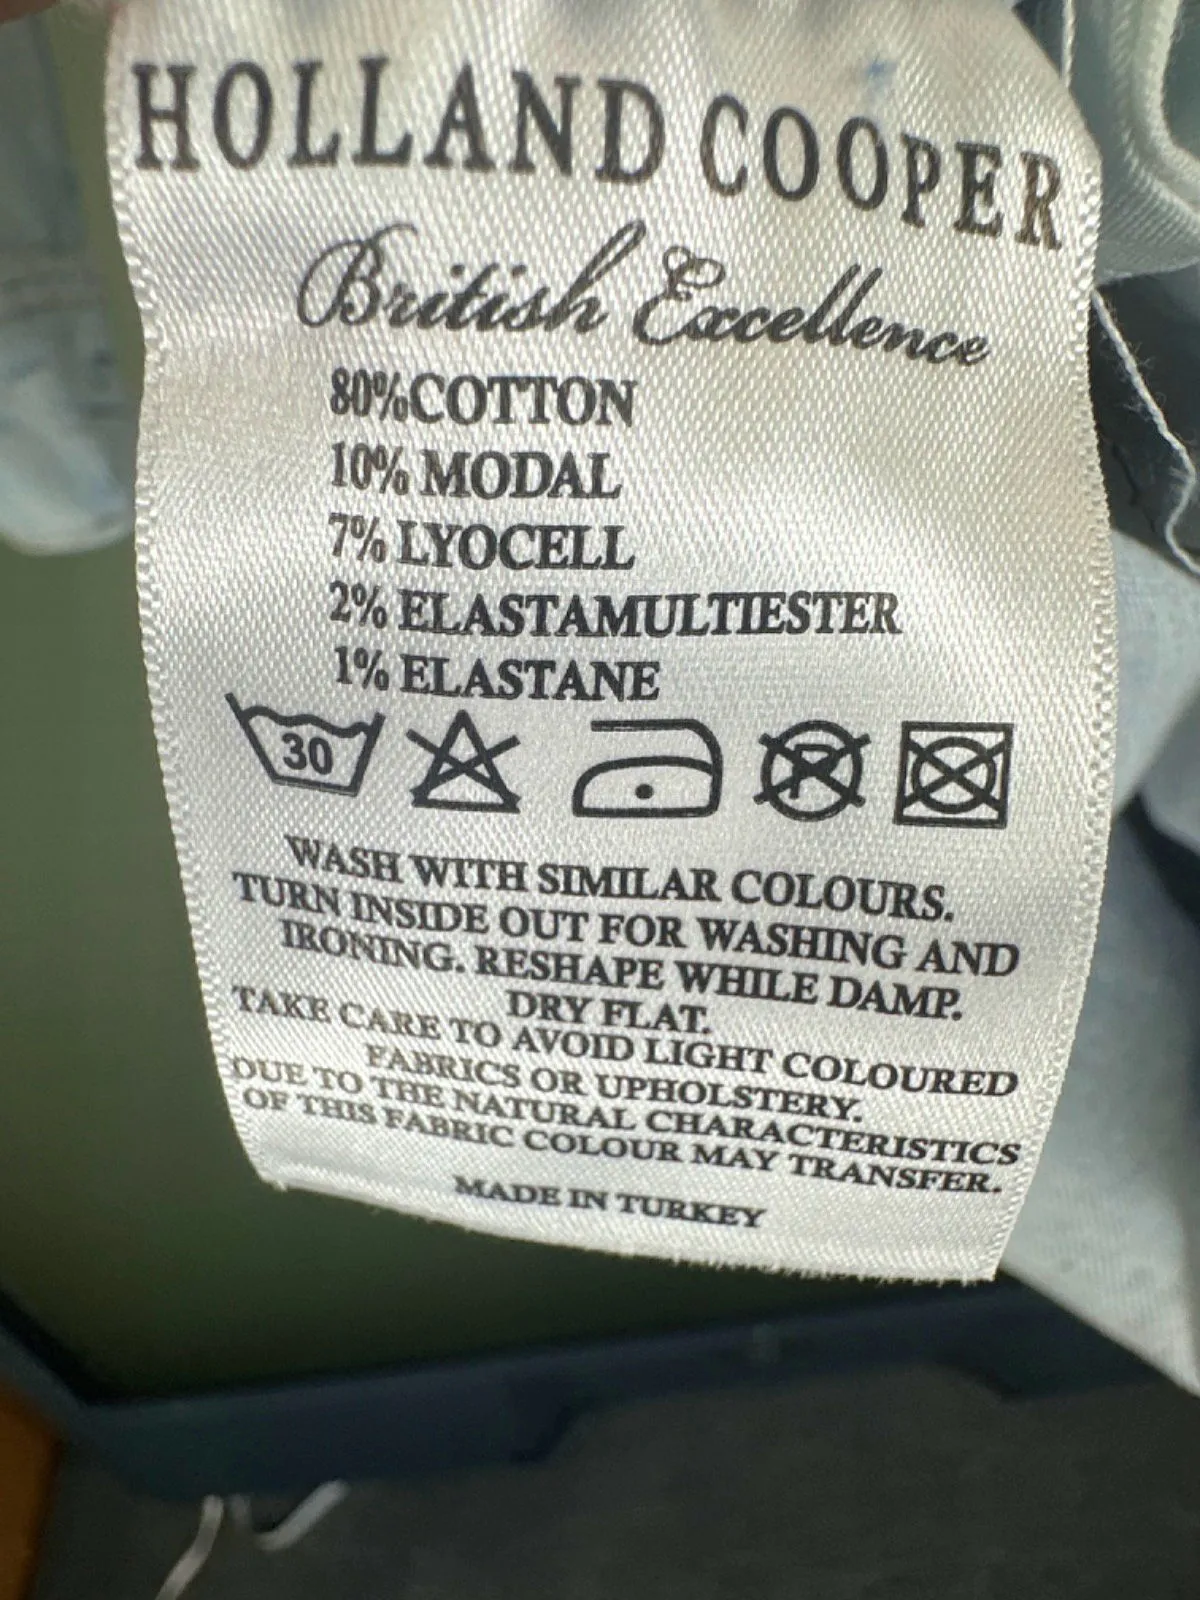 HOLLAND COOPER
British Excellence
80%COTTON
10% MODAL
7% LYOCELL
2% ELASTAMULTIESTER
1% ELASTANE
30 P
WASH WITH SIMILAR COLOURS.
TURN INSIDE OUT FOR WASHING AND
IRONING. RESHAPE WHILE DAMP.
DRY FLAT.
TAKE CARE TO AVOID LIGHT COLOURED
FABRICS OR UPHOLSTERY.
DUE TO THE NATURAL CHARACTERISTICS
OF THIS FABRIC COLOUR MAY TRANSFER.
MADE IN TURKEY